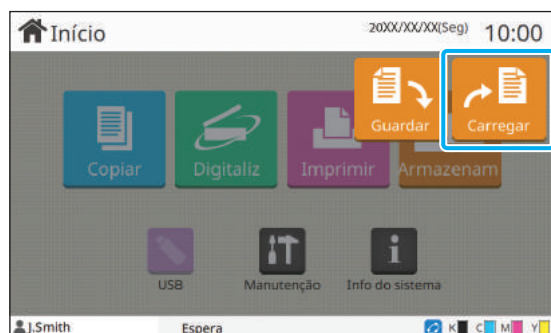 Início 20XX/XX/XX(Seg) 10:00
Guardar Carregar
Copiar Digitaliz Imprimir Armazenam
USB Manutenção Info do sistema
J.Smith Espera K C M Y